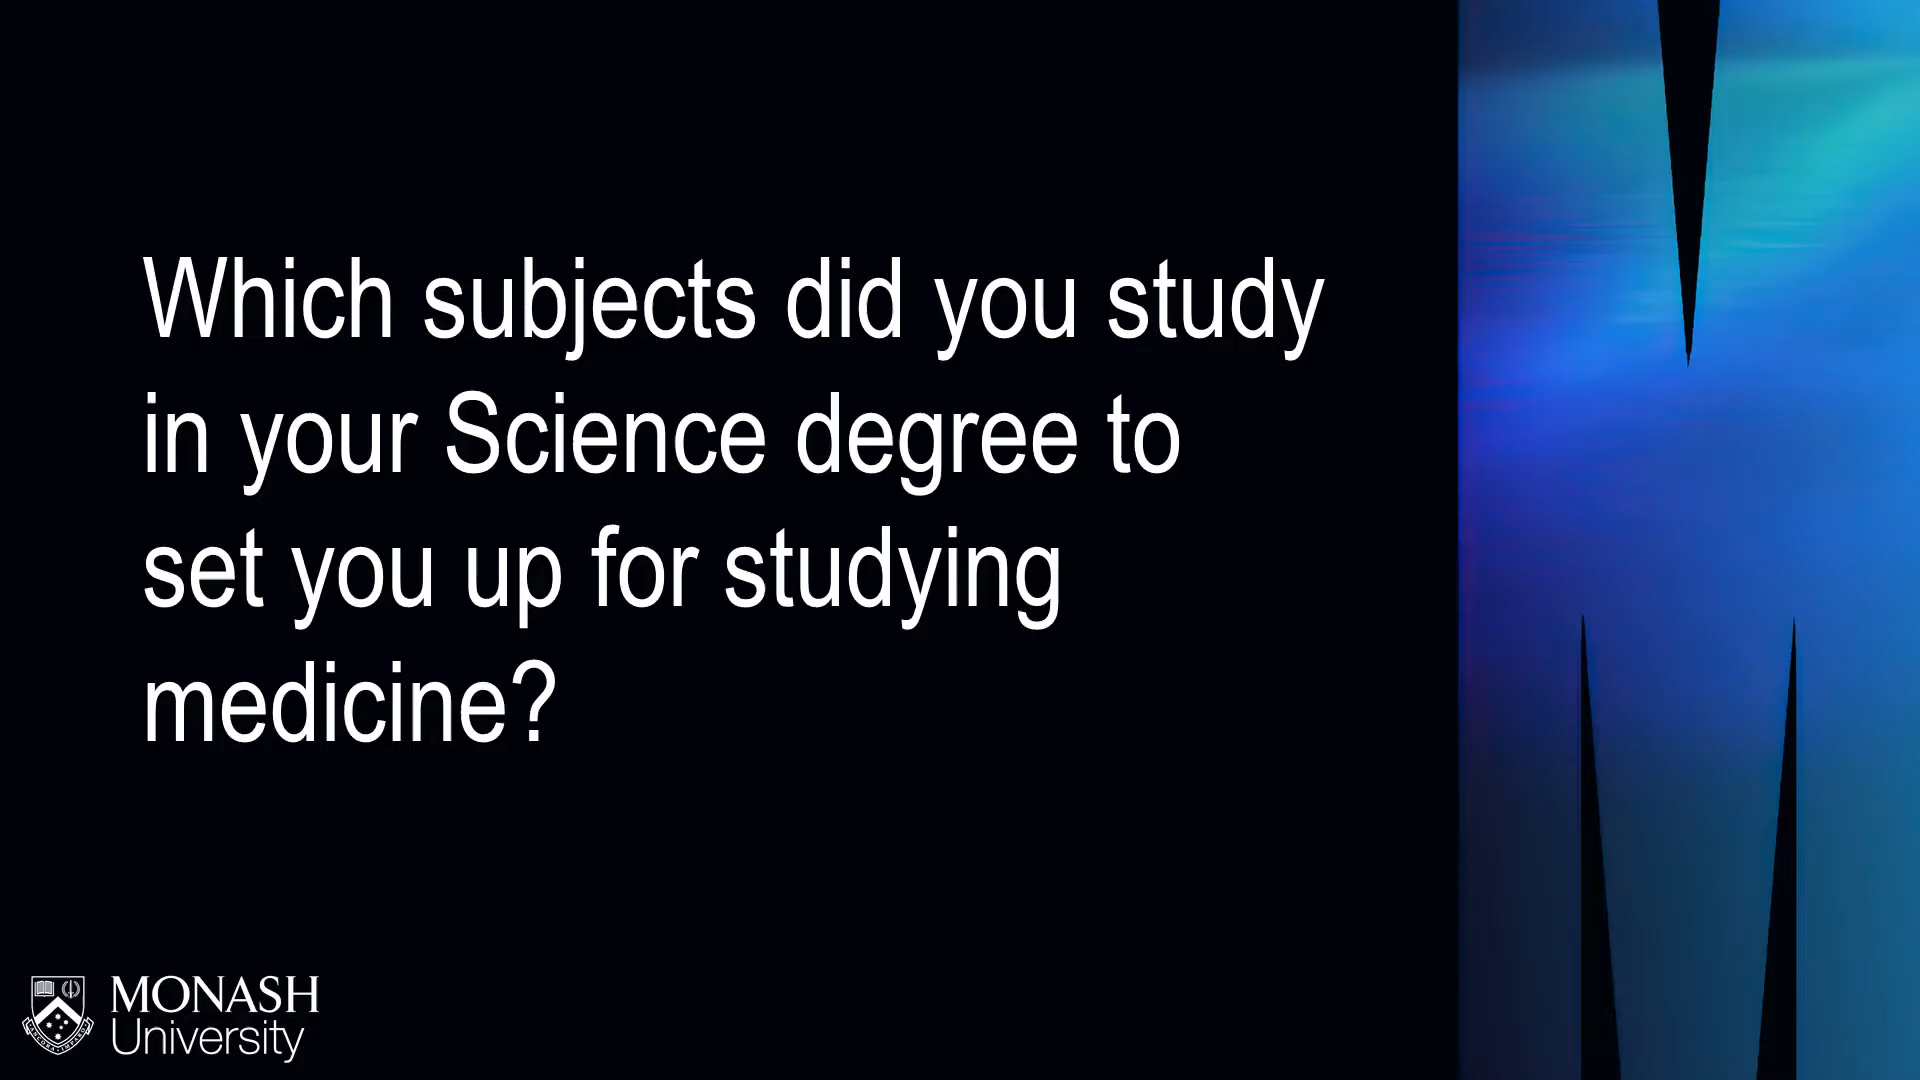 Which subjects did you study
in your Science degree to
set you up for studying
medicine?
MONASH
University